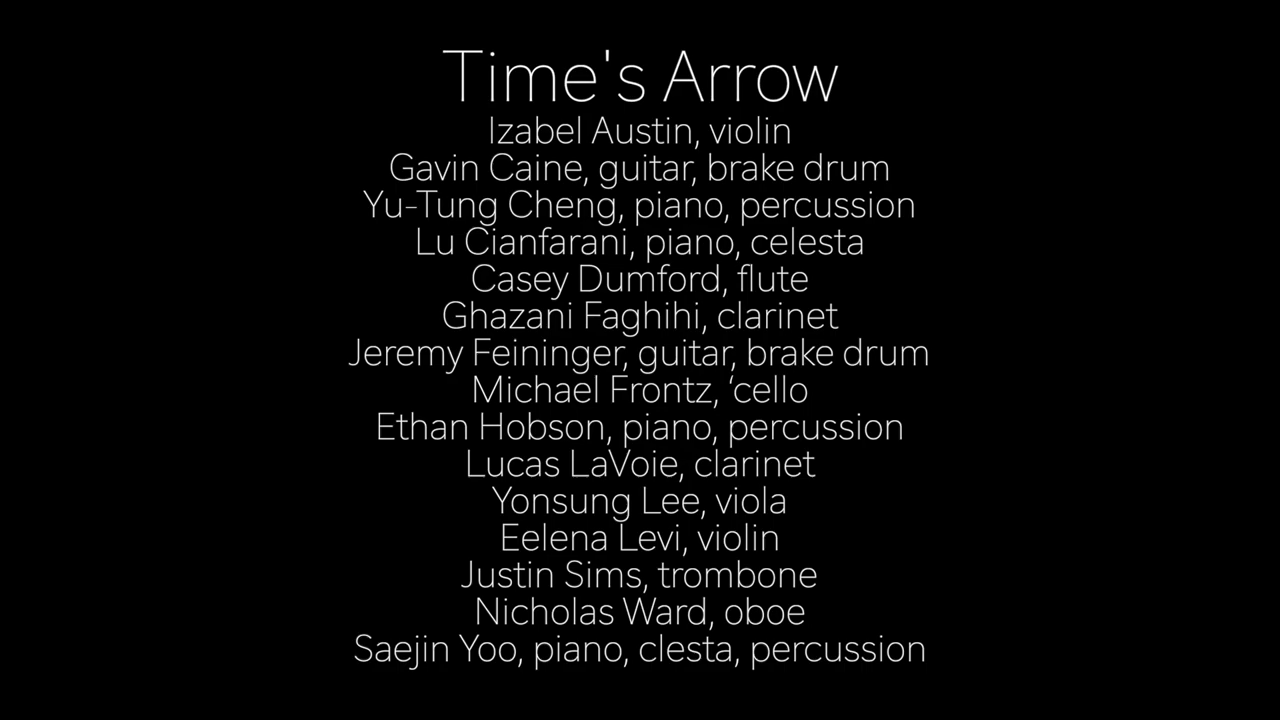 Time's Arrow
Izabel Austin, violin
Gavin Caine, guitar, brake drum
Yu-Tung Cheng, piano, percussion
Lu Cianfarani, piano, celesta
Casey Dumford, flute
Ghazani Faghihi, clarinet
Jeremy Feininger, guitar, brake drum
Michael Frontz, ‘cello
Ethan Hobson, piano, percussion
Lucas LaVoie, clarinet
Yonsung Lee, viola
Eelena Levi, violin
Justin Sims, trombone
Nicholas Ward, oboe
Saejin Yoo, piano, clesta, percussion